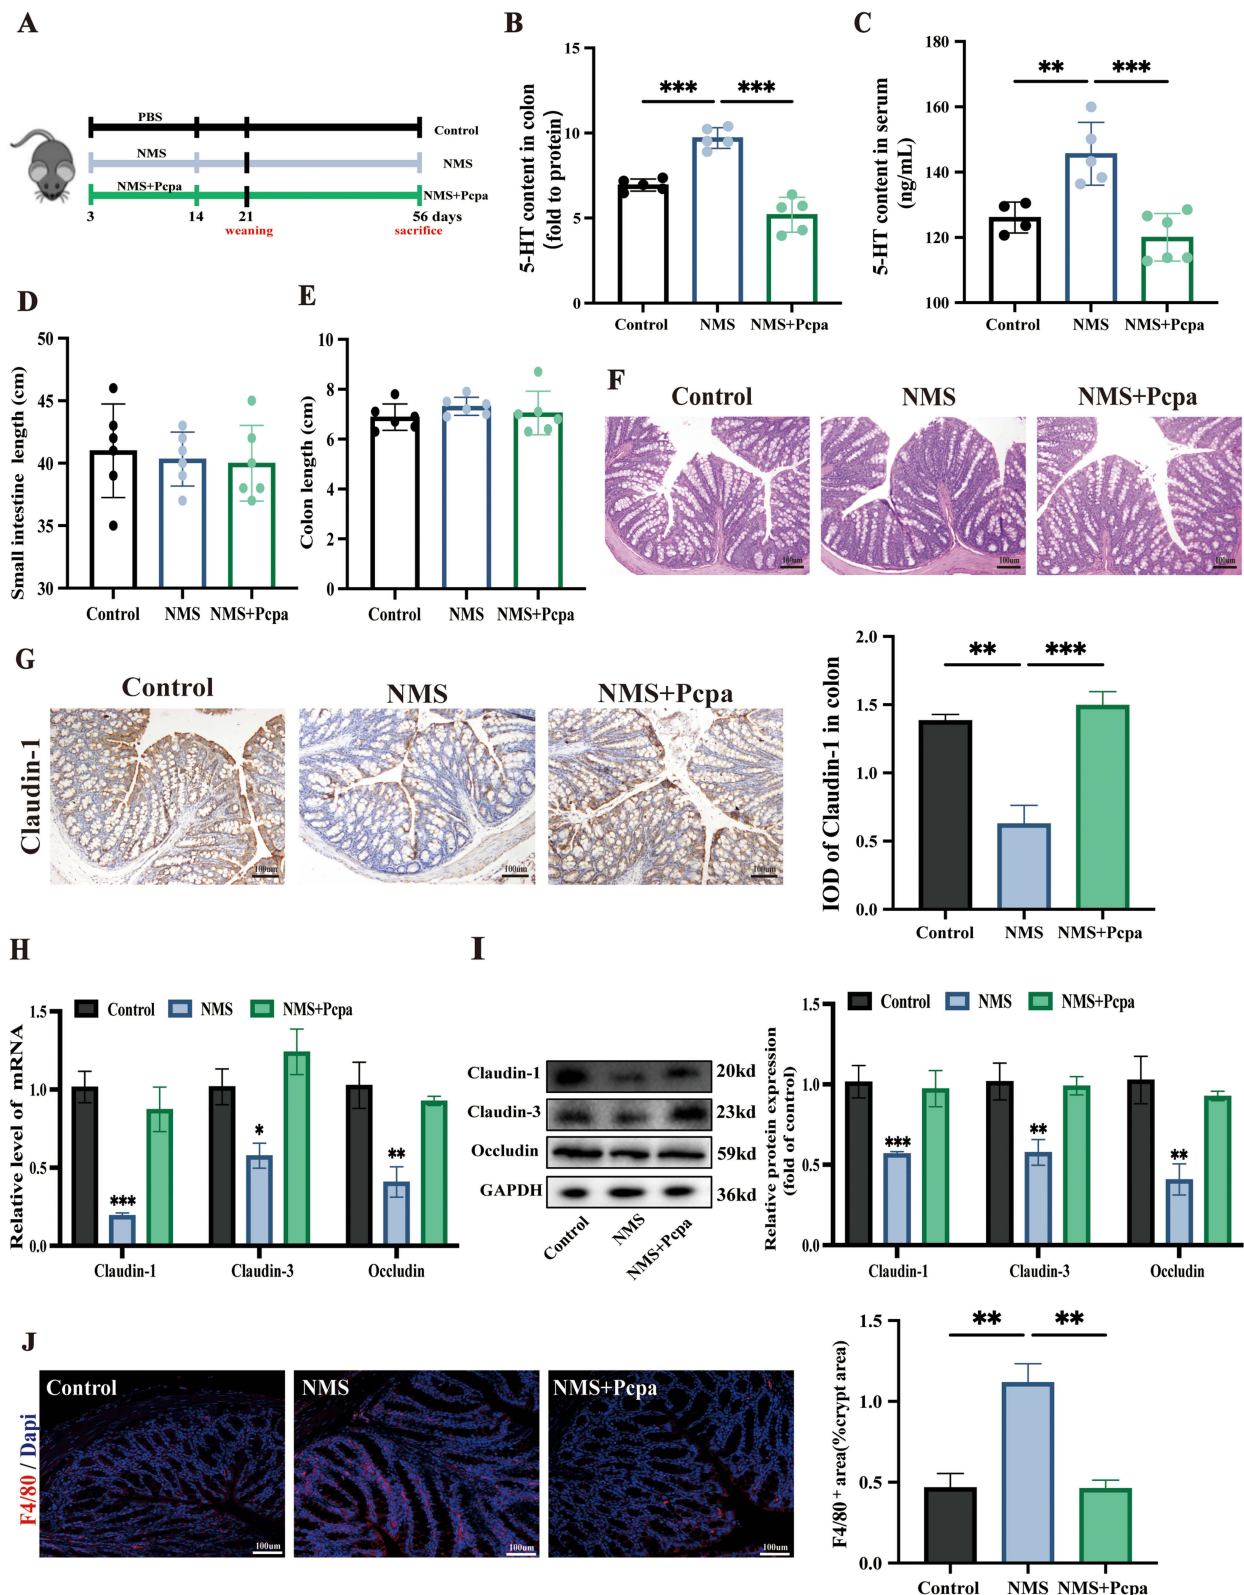 A
PBS
Control
NMS
NMS
NMS+Pcpa
NMS+Pcpa
3 14 21 56 days
weaning sacrifice
B
5-HT content in colon
(fold to protein)
15
10
5
0
*** ***
Control NMS NMS+Pcpa
C
5-HT content in serum
(ng/mL)
180
160
140
120
100
** ***
Control NMS NMS+Pcpa
D
Small intestine length (cm)
50
45
40
35
30
Control NMS NMS+Pcpa
E
Colon length (cm)
10
8
6
4
2
0
Control NMS NMS+Pcpa
F
Control NMS NMS+Pcpa
100um 100um 100um
G
Control NMS NMS+Pcpa
Claudin-1
100um 100um 100um
IOD of Claudin-1 in colon
2.0
1.5
1.0
0.5
0.0
** ***
Control NMS NMS+Pcpa
H
Control NMS NMS+Pcpa
Relative level of mRNA
1.5
1.0
0.5
0.0
*** * **
Claudin-1 Claudin-3 Occludin
I
Claudin-1 20kd
Claudin-3 23kd
Occludin 59kd
GAPDH 36kd
Control NMS NMS+Pcpa
Control NMS NMS+Pcpa
Relative protein expression
(fold of control)
1.5
1.0
0.5
0.0
*** ** **
Claudin-1 Claudin-3 Occludin
J
F4/80 / Dapi
Control NMS NMS+Pcpa
100um 100um 100um
F4/80 + area(%crypt area)
1.5
1.0
0.5
0.0
** **
Control NMS NMS+Pcpa